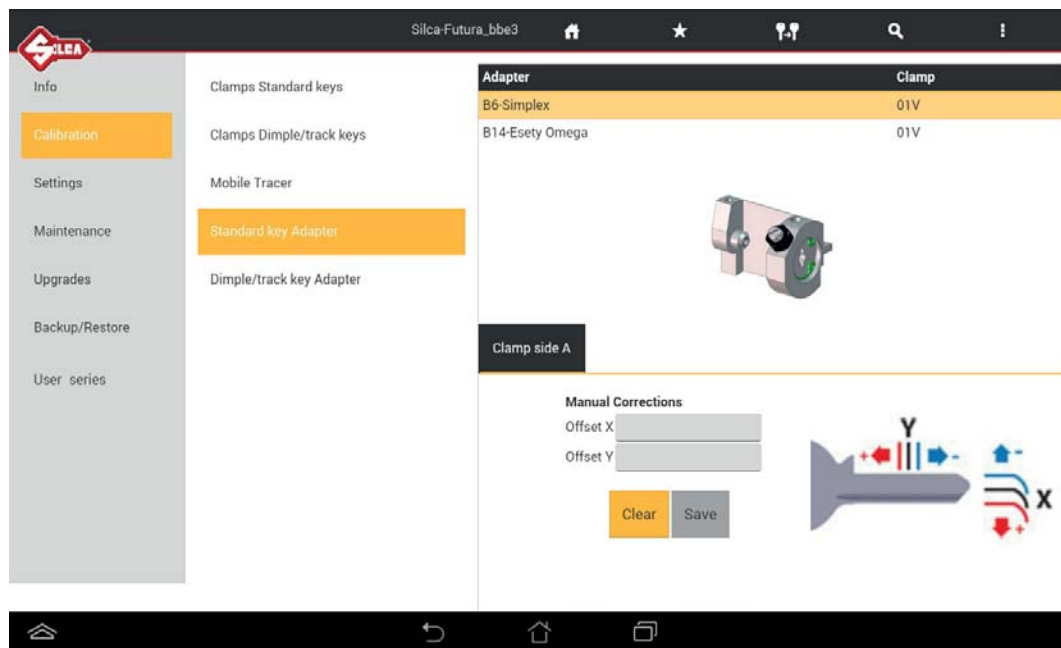 Silca-Futura_bbe3
SILCA
Info
Calibration
Settings
Maintenance
Upgrades
Backup/Restore
User series
Clamps Standard keys
Clamps Dimple/track keys
Mobile Tracer
Standard key Adapter
Dimple/track key Adapter
Adapter Clamp
B6-Simplex 01V
B14-Esety Omega 01V
Clamp side A
Manual Corrections
Offset X
Offset Y
Clear Save
Y
+ -
-
X
+